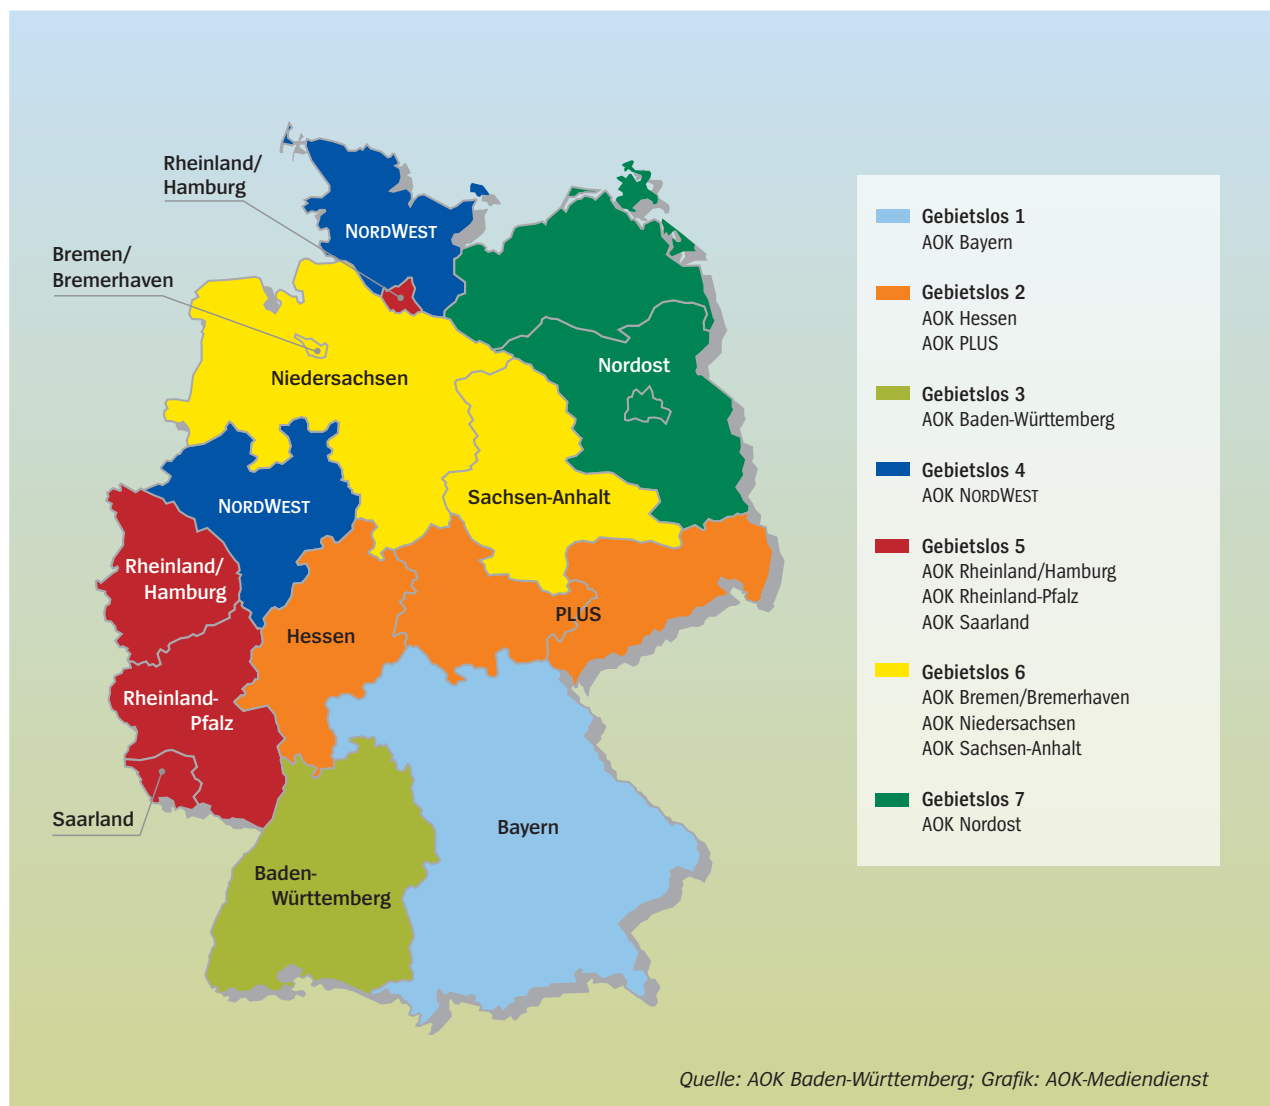 Rheinland/
Hamburg
NORDWEST
Bremen/
Bremerhaven
Niedersachsen
Nordost
NORDWEST
Sachsen-Anhalt
Rheinland/
Hamburg
Hessen
PLUS
Rheinland-
Pfalz
Saarland
Bayern
Baden-
Württemberg
Gebietslos 1
AOK Bayern
Gebietslos 2
AOK Hessen
AOK PLUS
Gebietslos 3
AOK Baden-Württemberg
Gebietslos 4
AOK NORDWEST
Gebietslos 5
AOK Rheinland/Hamburg
AOK Rheinland-Pfalz
AOK Saarland
Gebietslos 6
AOK Bremen/Bremerhaven
AOK Niedersachsen
AOK Sachsen-Anhalt
Gebietslos 7
AOK Nordost
Quelle: AOK Baden-Württemberg; Grafik: AOK-Mediendienst